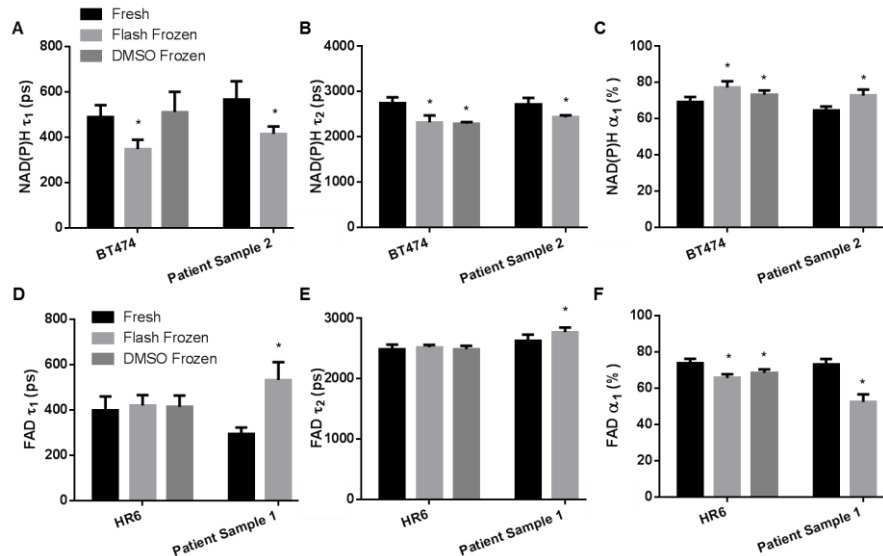 A
Fresh
Flash Frozen
DMSO Frozen
NAD(P)H τ1 (ps)
800
600
400
200
0
BT474
Patient Sample 2
*
*
B
NAD(P)H τ2 (ps)
4000
3000
2000
1000
0
BT474
Patient Sample 2
*
*
*
C
NAD(P)H α-1 (% )
100
80
60
40
20
0
BT474
Patient Sample 2
*
*
*
D
Fresh
Flash Frozen
DMSO Frozen
FAD τ1 (ps)
800
600
400
200
0
HR6
Patient Sample 1
*
E
FAD τ2 (ps)
3000
2000
1000
0
HR6
Patient Sample 1
*
F
FAD α-1 (% )
100
80
60
40
20
0
HR6
Patient Sample 1
*
*
*